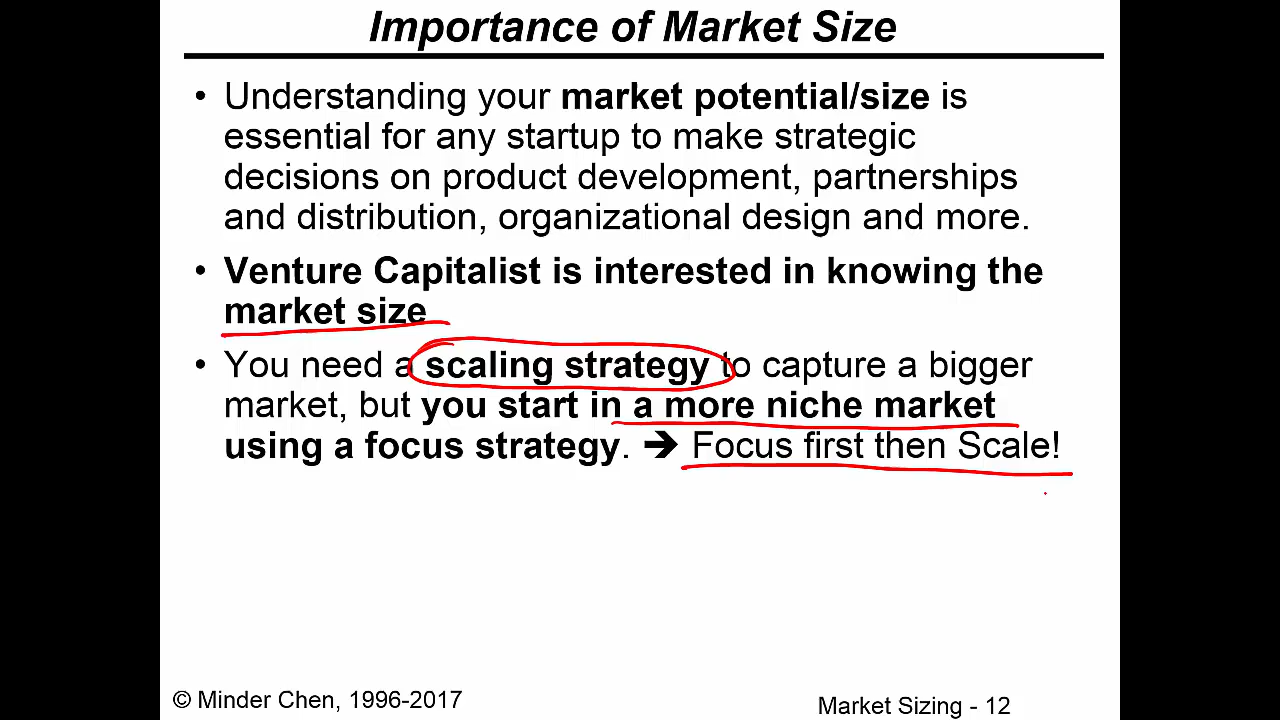 Importance of Market Size
• Understanding your market potential/size is
essential for any startup to make strategic
decisions on product development, partnerships
and distribution, organizational design and more.
• Venture Capitalist is interested in knowing the
market size
• You need a scaling strategy to capture a bigger
market, but you start in a more niche market
using a focus strategy. ➔ Focus first then Scale!
© Minder Chen, 1996-2017
Market Sizing - 12